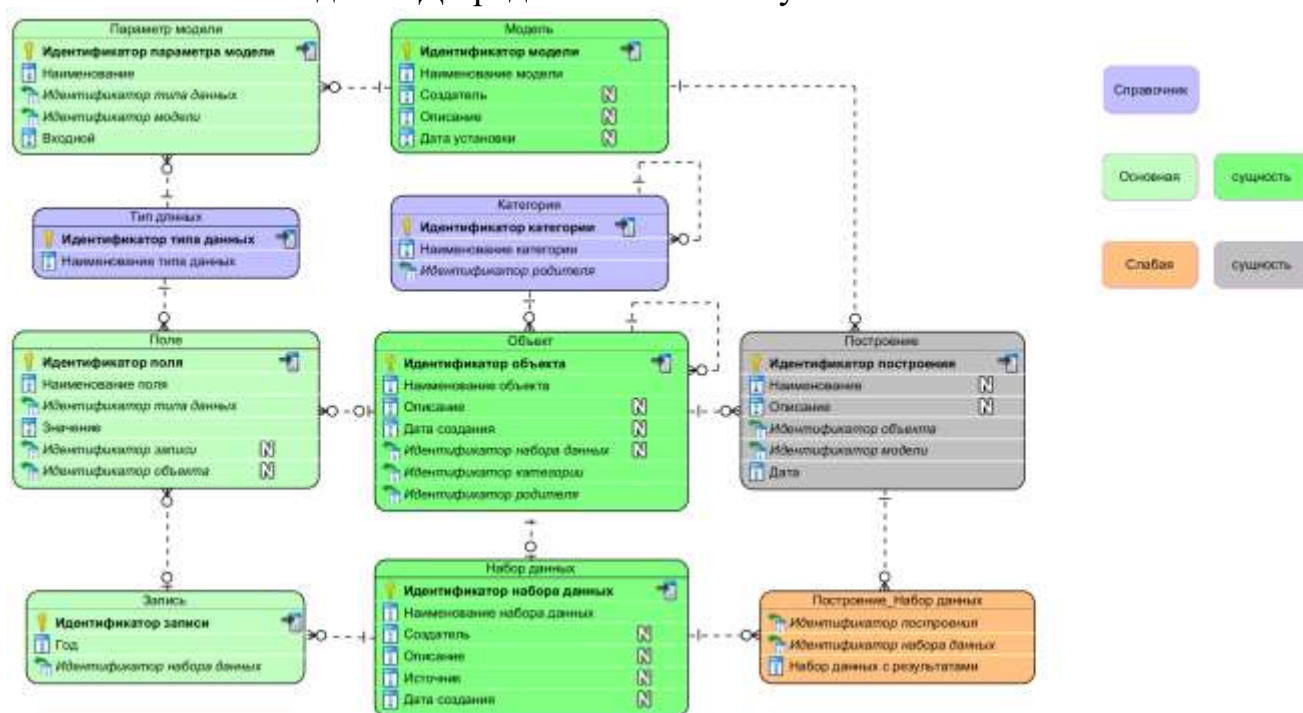 Параметр модели
Идентификатор параметра модели
Наименование
Идентификатор типа данных
Идентификатор модели
Входной
Модель
Идентификатор модели
Наименование модели
Создатель N
Описание N
Дата установки N
Справочник
Основная
сущность
Слабая
сущность
Тип данных
Идентификатор типа данных
Наименование типа данных
Категория
Идентификатор категории
Наименование категории
Идентификатор родителя
Поле
Идентификатор поля
Наименование поля
Идентификатор типа данных
Значение
Идентификатор записи N
Идентификатор объекта N
Объект
Идентификатор объекта
Наименование объекта
Описание N
Дата создания N
Идентификатор набора данных N
Идентификатор категории
Идентификатор родителя
Построение
Идентификатор построения
Наименование N
Описание N
Идентификатор объекта
Идентификатор модели
Дата
Запись
Идентификатор записи
Год
Идентификатор набора данных
Набор данных
Идентификатор набора данных
Наименование набора данных
Создатель N
Описание N
Источник N
Дата создания N
Построение_Набор данных
Идентификатор построения
Идентификатор набора данных
Набор данных с результатами